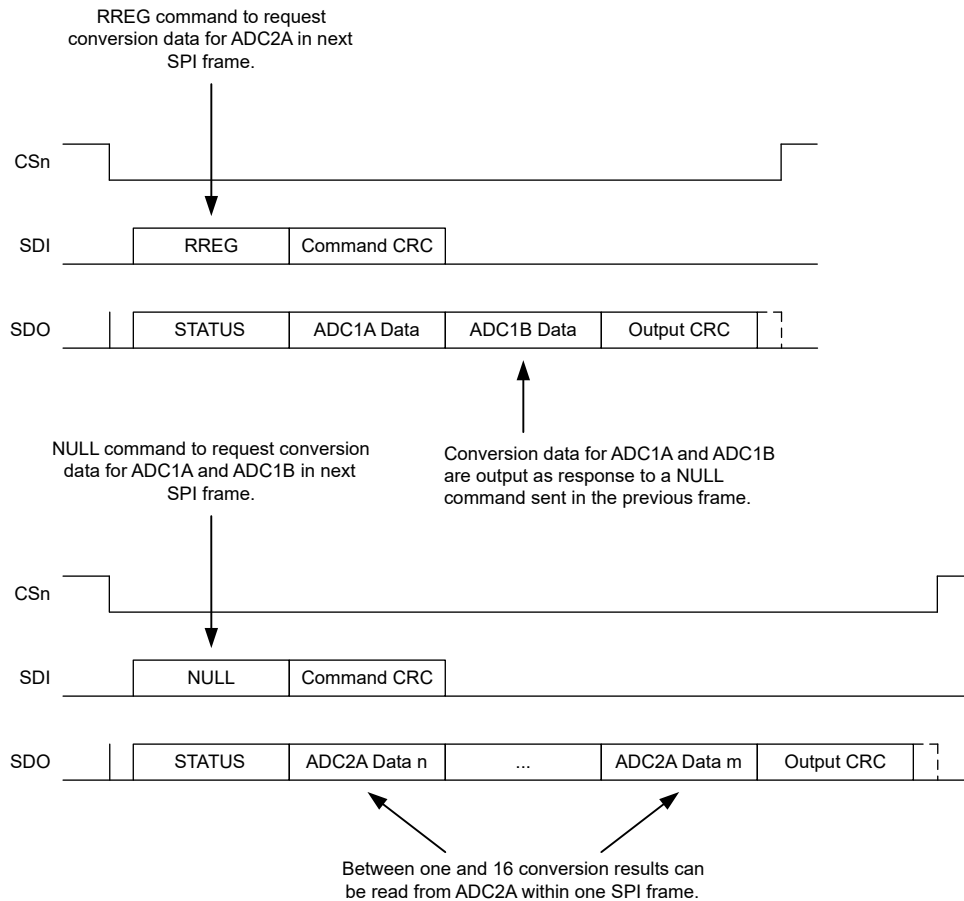 RREG command to request
conversion data for ADC2A in next
SPI frame.
CSn
SDI
RREG
Command CRC
SDO
STATUS
ADC1A Data
ADC1B Data
Output CRC
NULL command to request conversion
data for ADC1A and ADC1B in next
SPI frame.
Conversion data for ADC1A and ADC1B
are output as response to a NULL
command sent in the previous frame.
CSn
SDI
NULL
Command CRC
SDO
STATUS
ADC2A Data n
...
ADC2A Data m
Output CRC
Between one and 16 conversion results can
be read from ADC2A within one SPI frame.